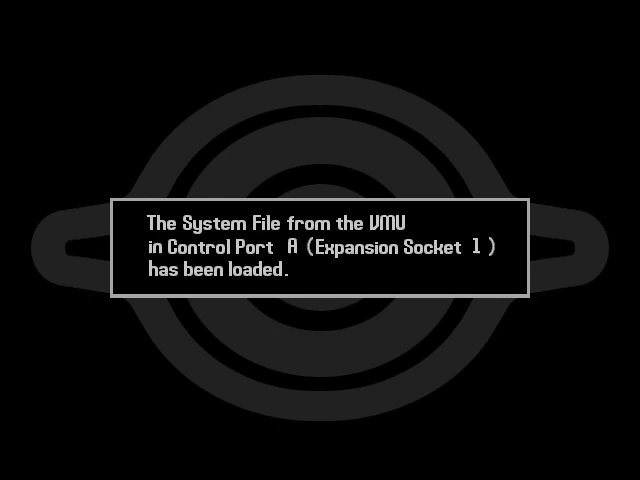 The System File from the VMU
in Control Port A (Expansion Socket 1 )
has been loaded.